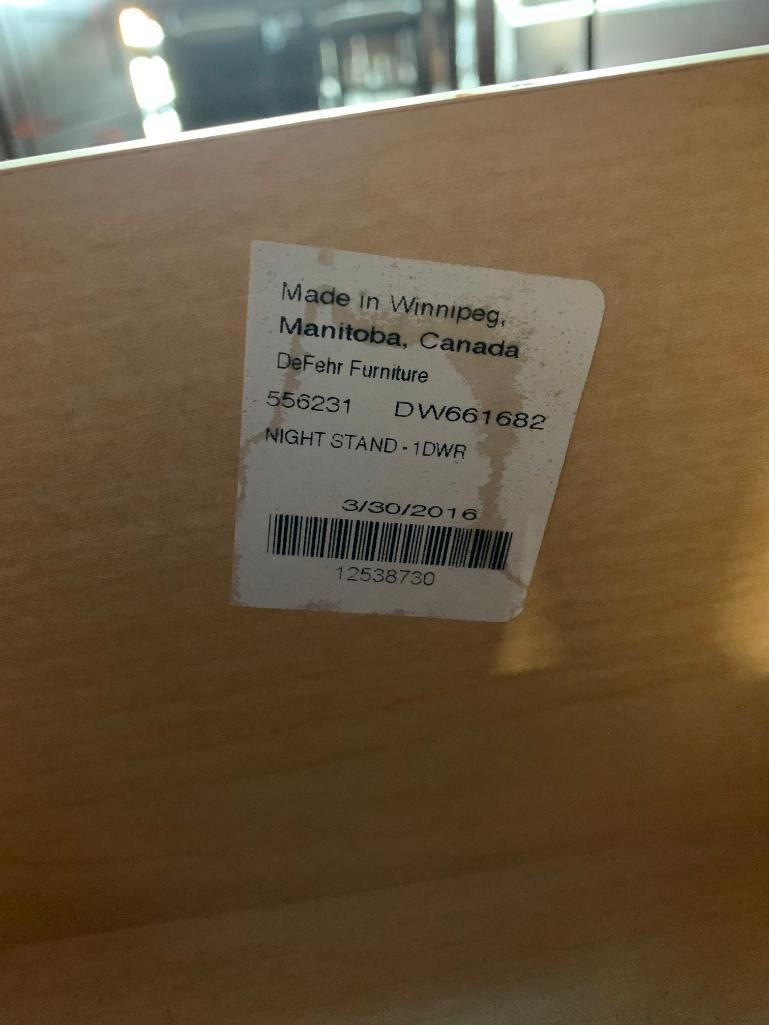 Made in Winnipeg,
Manitoba, Canada
DeFehr Furniture
556231 DW661682
NIGHT STAND - 1DWR
3/30/2016
12538730